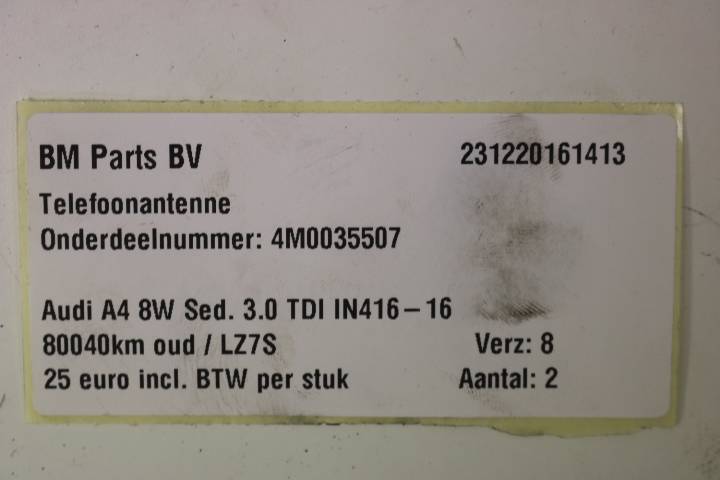 BM Parts BV 231220161413
Telefoonantenne
Onderdeelnummer: 4M0035507
Audi A4 8W Sed. 3.0 TDI IN416-16
80040km oud / LZ7S Verz: 8
25 euro incl. BTW per stuk Aantal: 2